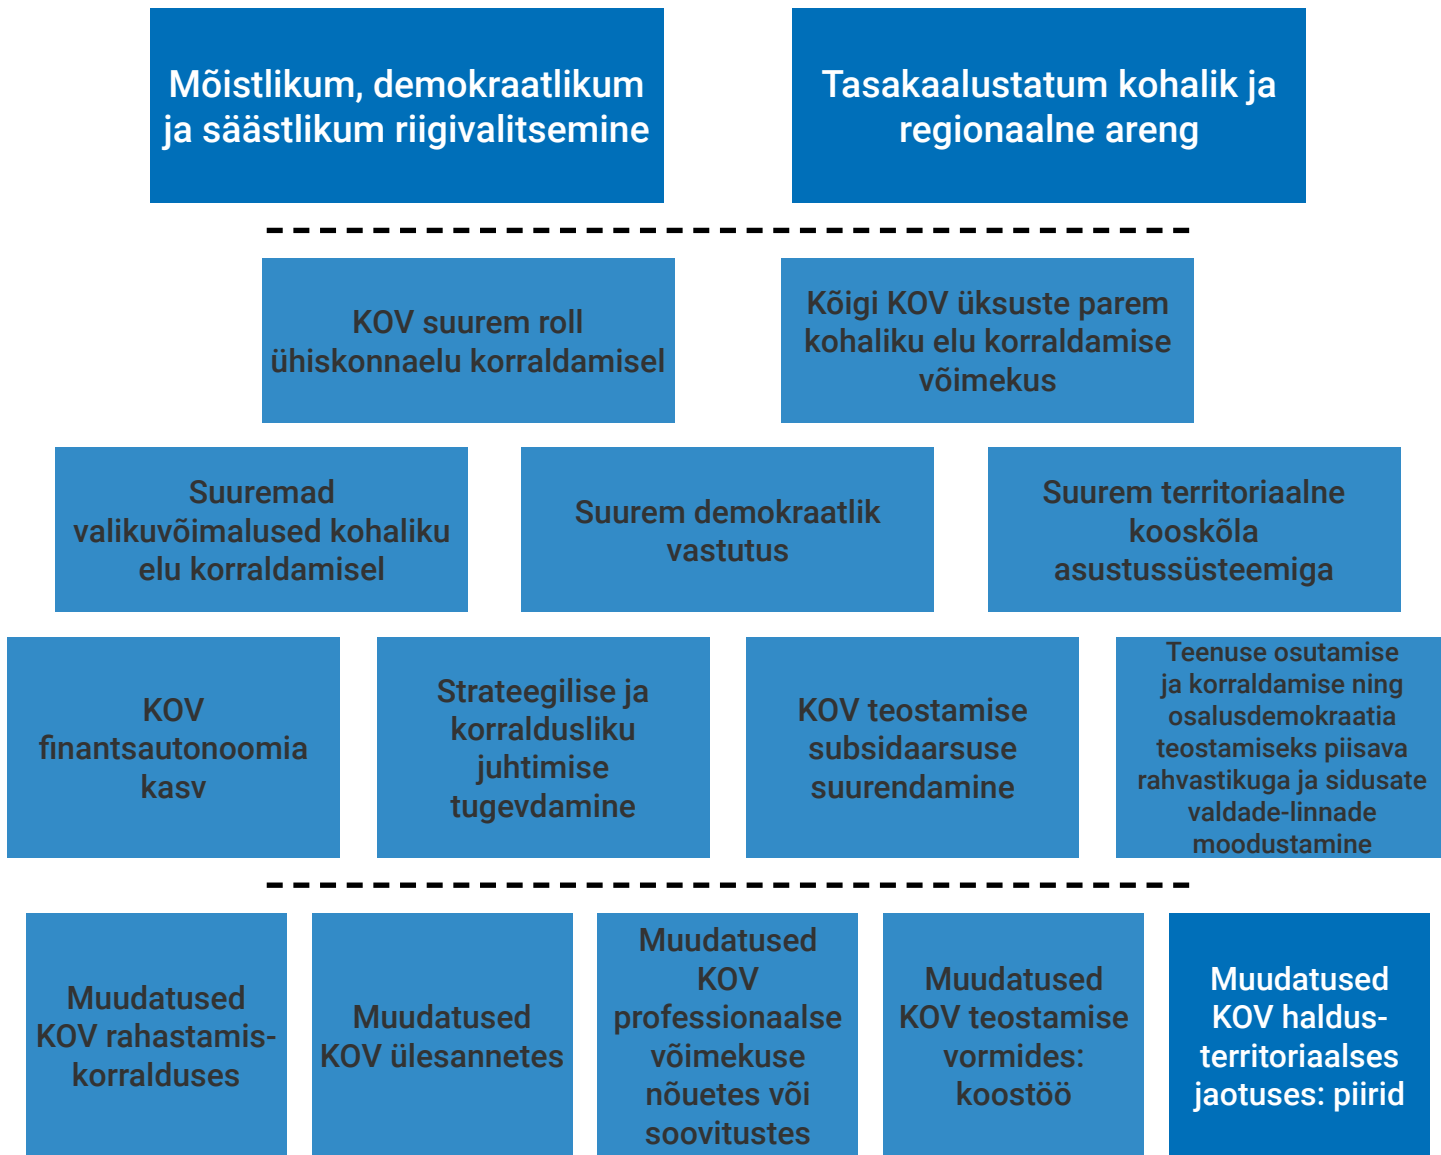 Mõistlikum, demokraatlikum
ja säästlikum riigivalitsemine
Tasakaalustatum kohalik ja
regionaalne areng
KOV suurem roll
ühiskonnaelu korraldamisel
Kõigi KOV üksuste parem
kohaliku elu korraldamise
võimekus
Suuremad
valikuvõimalused kohaliku
elu korraldamisel
Suurem demokraatlik
vastutus
Suurem territoriaalne
kooskõla
asustussüsteemiga
KOV
finantsautonoomia
kasv
Strateegilise ja
korraldusliku
juhtimise
tugevdamine
KOV teostamise
subsidaarsuse
suurendamine
Teenuse osutamise
ja korraldamise ning
osalusdemokraatia
teostamiseks piisava
rahvastikuga ja sidusate
valdade-linnade
moodustamine
Muudatused
KOV rahastamis-
korralduses
Muudatused
KOV ülesannetes
Muudatused
KOV
professionaalse
võimekuse
nõuetes või
soovitustes
Muudatused
KOV teostamise
vormides:
koostöö
Muudatused
KOV haldus-
territoriaalses
jaotuses: piirid